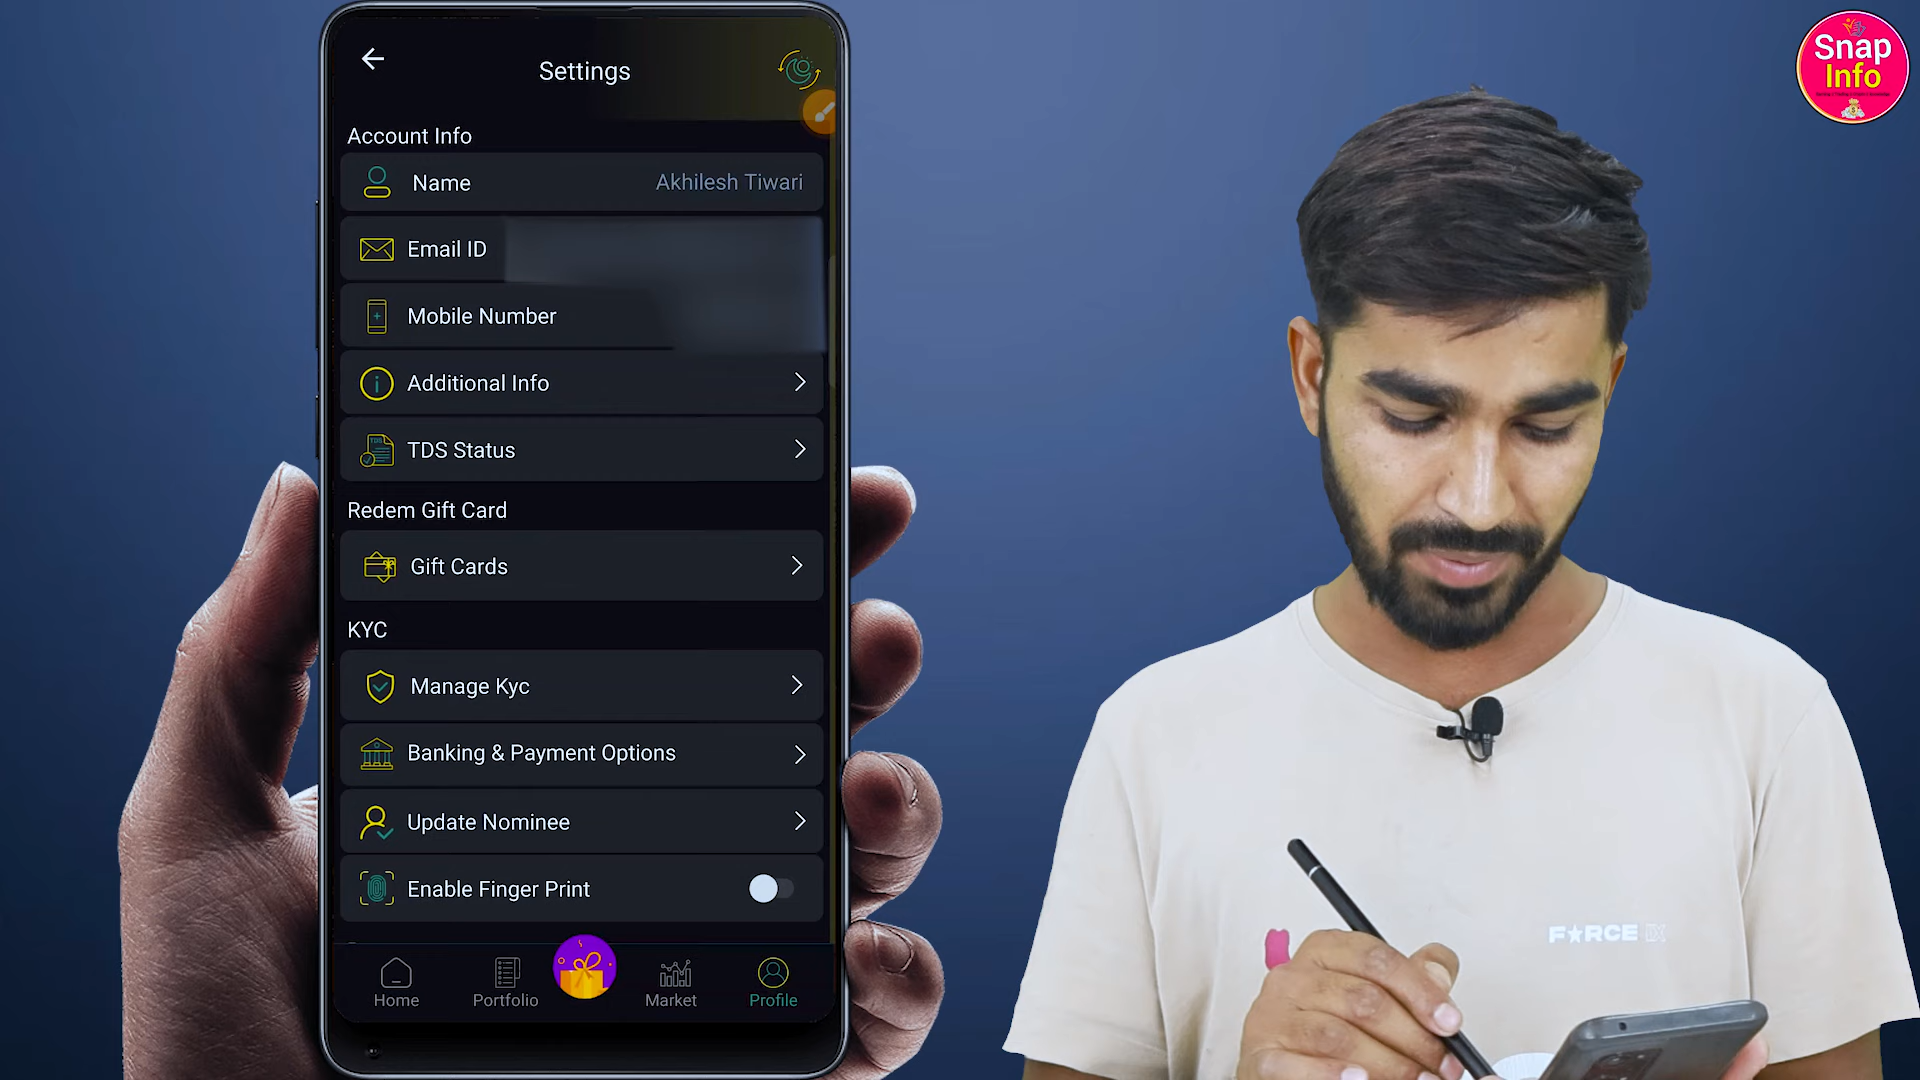 Settings
Account Info
Name
Akhilesh Tiwari
Email ID
Mobile Number
Additional Info
TDS Status
Redem Gift Card
Gift Cards
KYC
Manage Kyc
Banking & Payment Options
Update Nominee
Enable Finger Print
Home
Portfolio
Market
Profile
Snap
Info
F★RCE IX